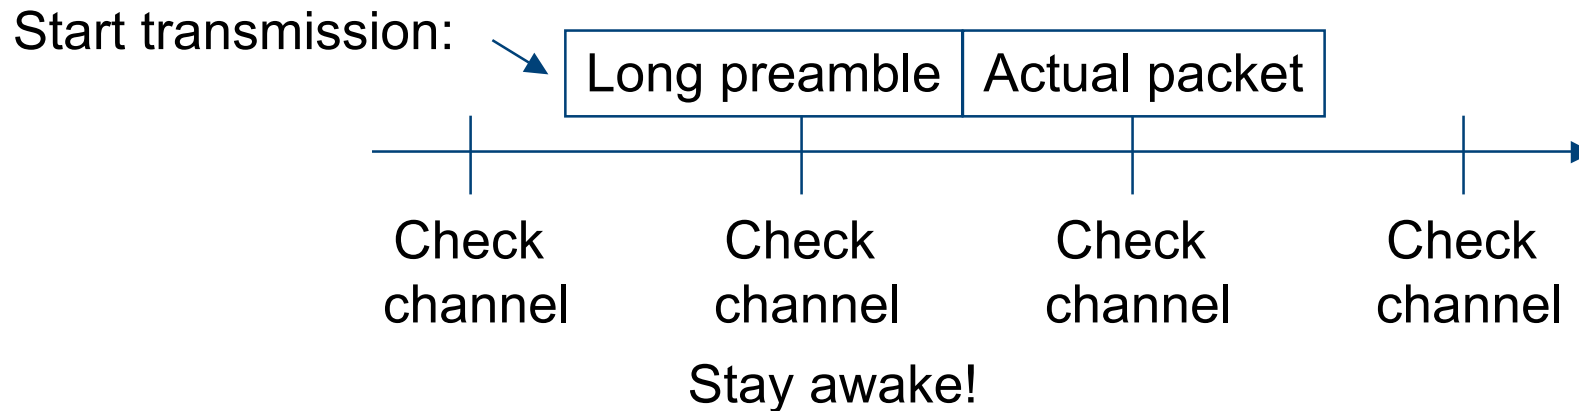 Start transmission:
Long preamble Actual packet
Check Check Check Check
channel channel channel channel
Stay awake!